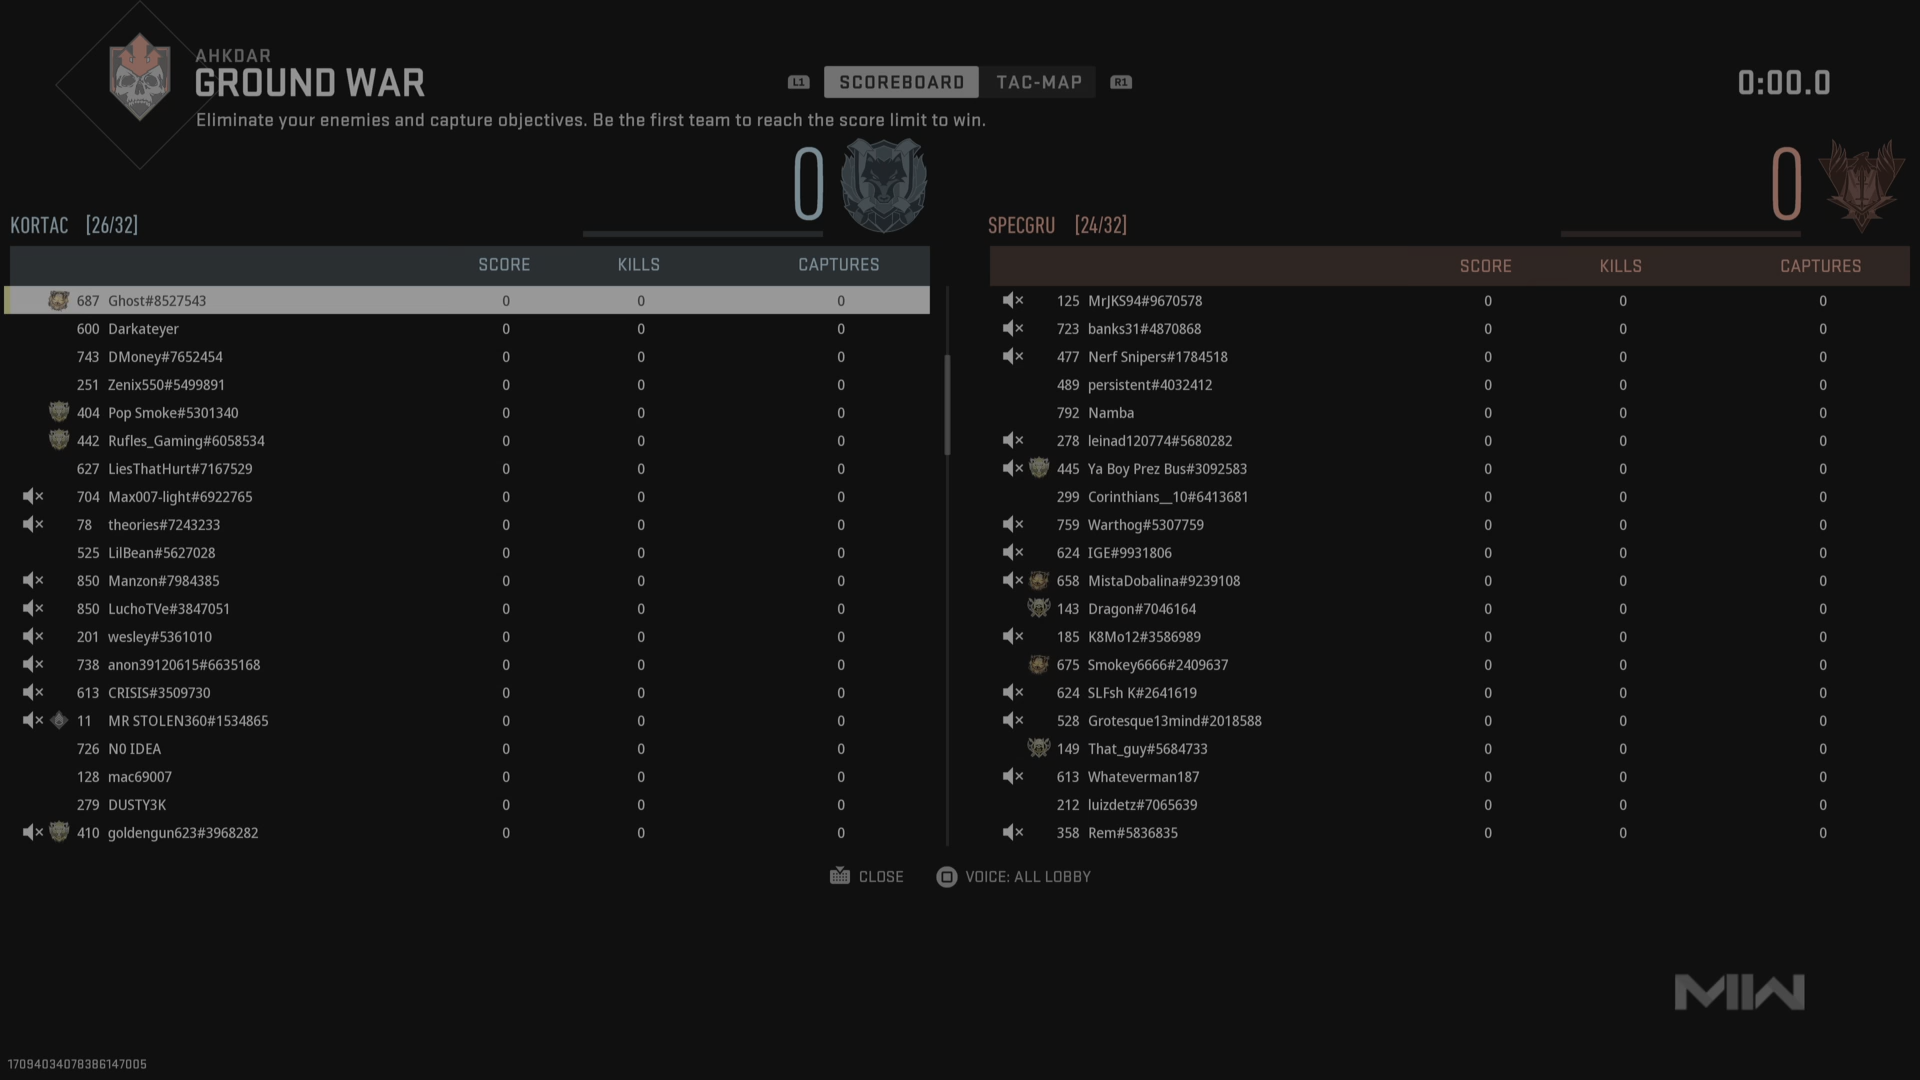 AHKDAR
GROUND WAR
Eliminate your enemies and capture objectives. Be the first team to reach the score limit to win.
L1 SCOREBOARD TAC-MAP R1
0:00.0
KORTAC [26/32] 0
SCORE KILLS CAPTURES
687 Ghost#8527543 0 0 0
600 Darkateyer 0 0 0
743 DMoney#7652454 0 0 0
251 Zenix550#5499891 0 0 0
404 Pop Smoke#5301340 0 0 0
442 Rufles_Gaming#6058534 0 0 0
627 LiesThatHurt#7167529 0 0 0
704 Max007-light#6922765 0 0 0
78 theories#7243233 0 0 0
525 LilBean#5627028 0 0 0
850 Manzon#7984385 0 0 0
850 LuchoTVe#3847051 0 0 0
201 wesley#5361010 0 0 0
738 anon39120615#6635168 0 0 0
613 CRISIS#3509730 0 0 0
11 MR STOLEN360#1534865 0 0 0
726 N0 IDEA 0 0 0
128 mac69007 0 0 0
279 DUSTY3K 0 0 0
410 goldengun623#3968282 0 0 0
SPECGRU [24/32] 0
SCORE KILLS CAPTURES
125 MrJKS94#9670578 0 0 0
723 banks31#4870868 0 0 0
477 Nerf Snipers#1784518 0 0 0
489 persistent#4032412 0 0 0
792 Namba 0 0 0
278 leinad120774#5680282 0 0 0
445 Ya Boy Prez Bus#3092583 0 0 0
299 Corinthians__10#6413681 0 0 0
759 Warthog#5307759 0 0 0
624 IGE#9931806 0 0 0
658 MistaDobalina#9239108 0 0 0
143 Dragon#7046164 0 0 0
185 K8Mo12#3586989 0 0 0
675 Smokey6666#2409637 0 0 0
624 SLFsh K#2641619 0 0 0
528 Grotesque13mind#2018588 0 0 0
149 That_guy#5684733 0 0 0
613 Whateverman187 0 0 0
212 luizdetz#7065639 0 0 0
358 Rem#5836835 0 0 0
CLOSE VOICE: ALL LOBBY
MW
17094034078386147005